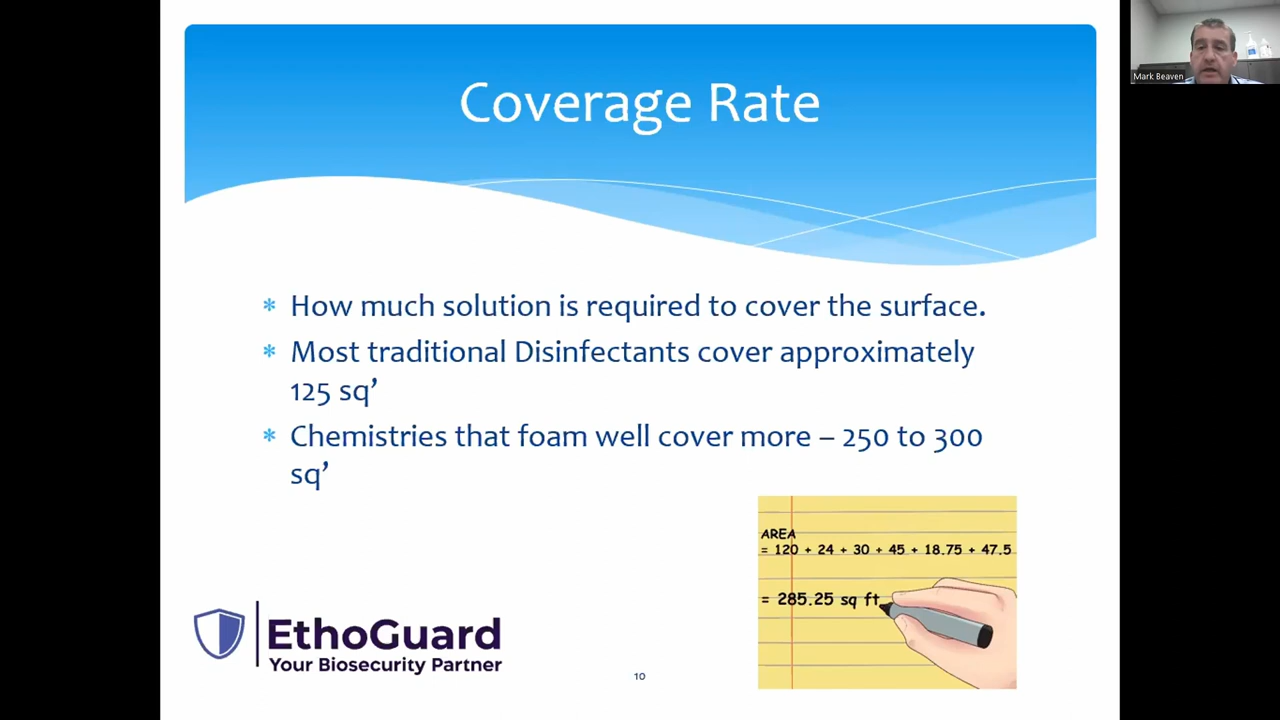 Coverage Rate
Mark Beaven
* How much solution is required to cover the surface.
* Most traditional Disinfectants cover approximately
125 sq’
* Chemistries that foam well cover more – 250 to 300
sq’
AREA
= 120 + 24 + 30 + 45 + 18.75 + 47.5
= 285.25 sq ft
EthoGuard
Your Biosecurity Partner
10